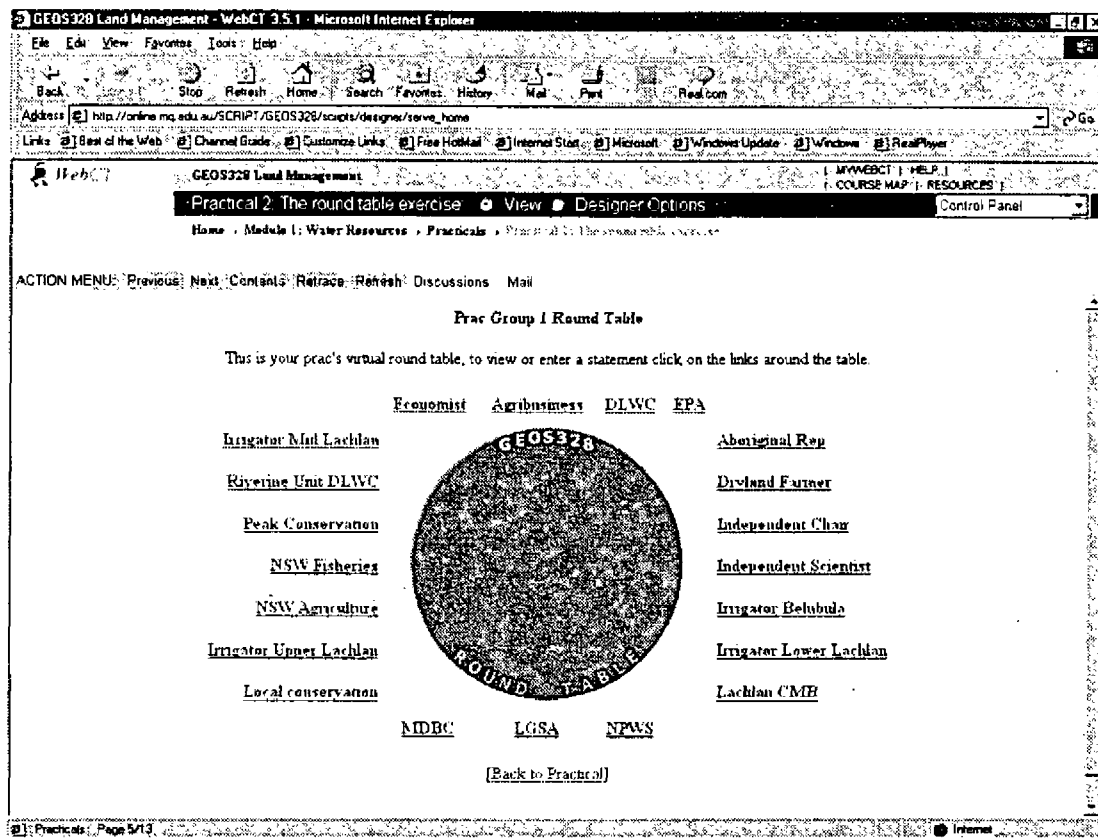 GEOS328 Land Management - WebCT 3.5.1 - Microsoft Internet Explorer
File Edit View Favorites Tools Help
Back Stop Refresh Home Search Favorites History Mail Print Real.com
Address http://online.mq.edu.au/SCRIPT/GEOS328/scripts/designer/serve_home Go
Links Best of the Web Channel Guide Customize Links Free HotMail Internet Start Microsoft Windows Update Windows RealPlayer
WebCT GEOS328 Land Management [ MYWEBCT ] [ HELP ]
[ COURSE MAP ] [ RESOURCES ]
Practical 2: The round table exercise View Designer Options Control Panel
Home › Module 1: Water Resources › Practicals › Practical 2: The round table exercise
ACTION MENU: Previous Next Contents Retrace Refresh Discussions Mail
Prac Group 1 Round Table
This is your prac's virtual round table, to view or enter a statement click on the links around the table.
Economist Agribusiness DLWC EPA
GEOS328
Irrigator Mid Lachlan Aboriginal Rep
Riverine Unit DLWC Dryland Farmer
Peak Conservation Independent Chair
NSW Fisheries Independent Scientist
NSW Agriculture Irrigator Belubula
Irrigator Upper Lachlan Irrigator Lower Lachlan
Local conservation Lachlan CMB
ROUND TABLE
MDBC LGSA NPWS
[Back to Practical]
Practicals: Page 5/13 Internet